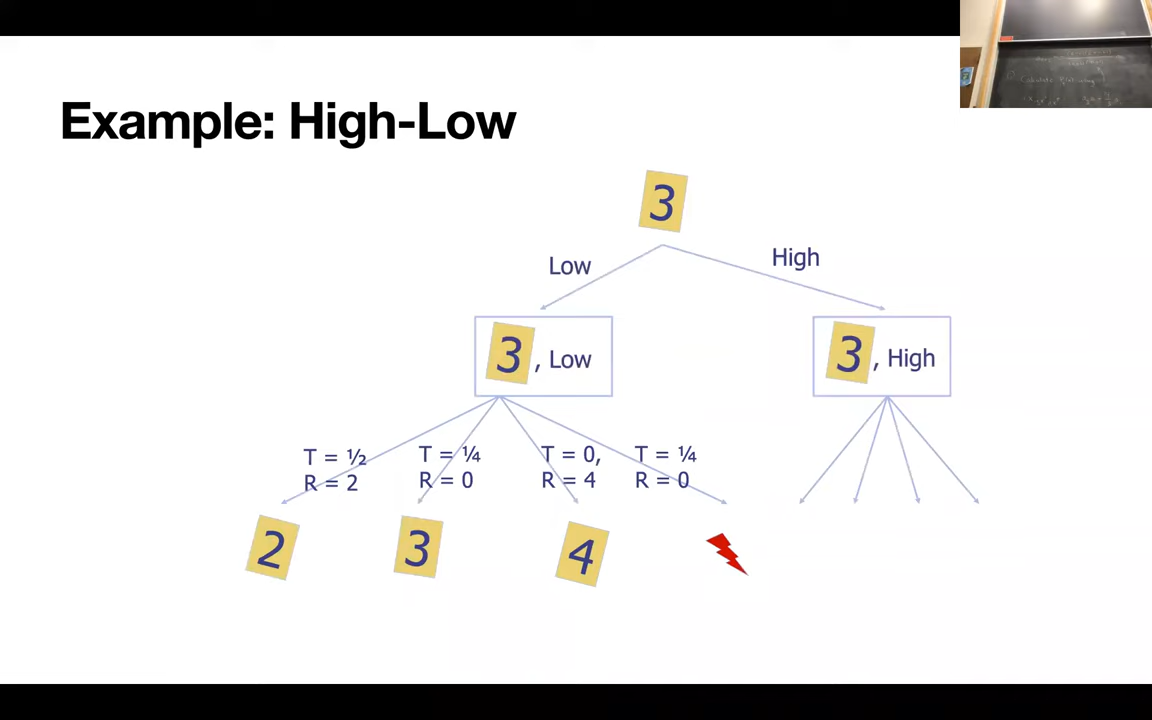 Example: High-Low
3
Low
High
3 , Low
3 , High
T = ½
R = 2
T = ¼
R = 0
T = 0,
R = 4
T = ¼
R = 0
2
3
4